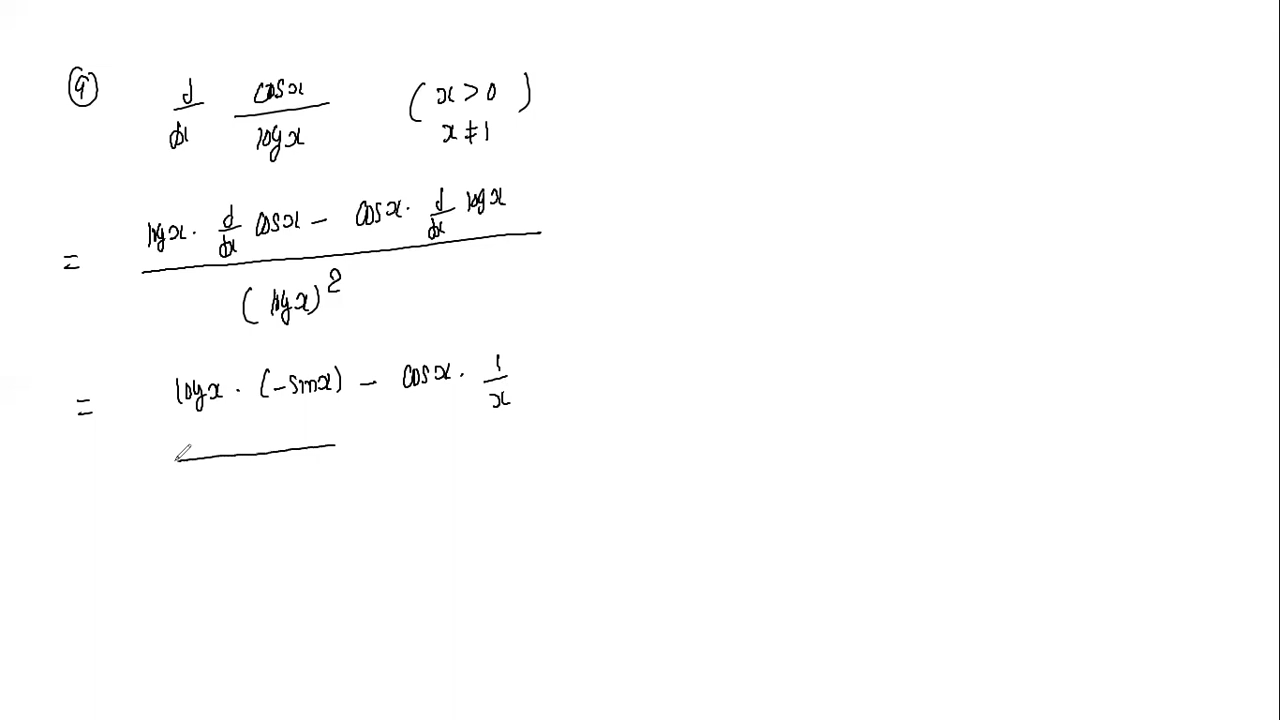 (9) d/dx cosx/logx ( x > 0 x ≠ 1 )
= (logx · d/dx cosx − cosx · d/dx logx) / (logx)^2
= logx · (−sinx) − cosx · 1/x